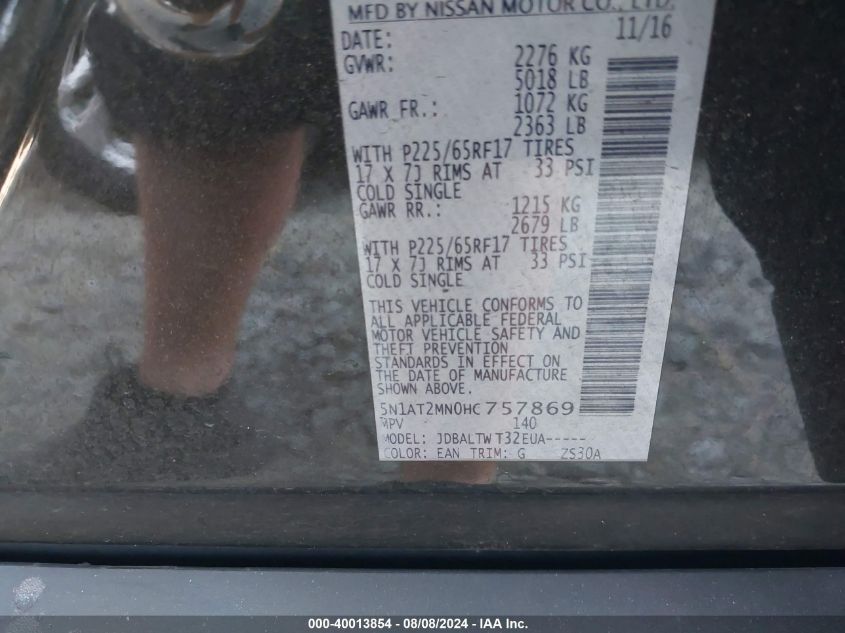 MFD BY NISSAN MOTOR CO., LTD.
DATE: 11/16
GVWR: 2276 KG
5018 LB
GAWR FR.: 1072 KG
2363 LB
WITH P225/65RF17 TIRES
17 X 7J RIMS AT 33 PSI
COLD SINGLE
GAWR RR.: 1215 KG
2679 LB
WITH P225/65RF17 TIRES
17 X 7J RIMS AT 33 PSI
COLD SINGLE
THIS VEHICLE CONFORMS TO
ALL APPLICABLE FEDERAL
MOTOR VEHICLE SAFETY AND
THEFT PREVENTION
STANDARDS IN EFFECT ON
THE DATE OF MANUFACTURE
SHOWN ABOVE.
5N1AT2MN0HC757869
MPV 140
MODEL: JDBALTW T32EUA-----
COLOR: EAN TRIM: G ZS30A
000-40013854 - 08/08/2024 - IAA Inc.